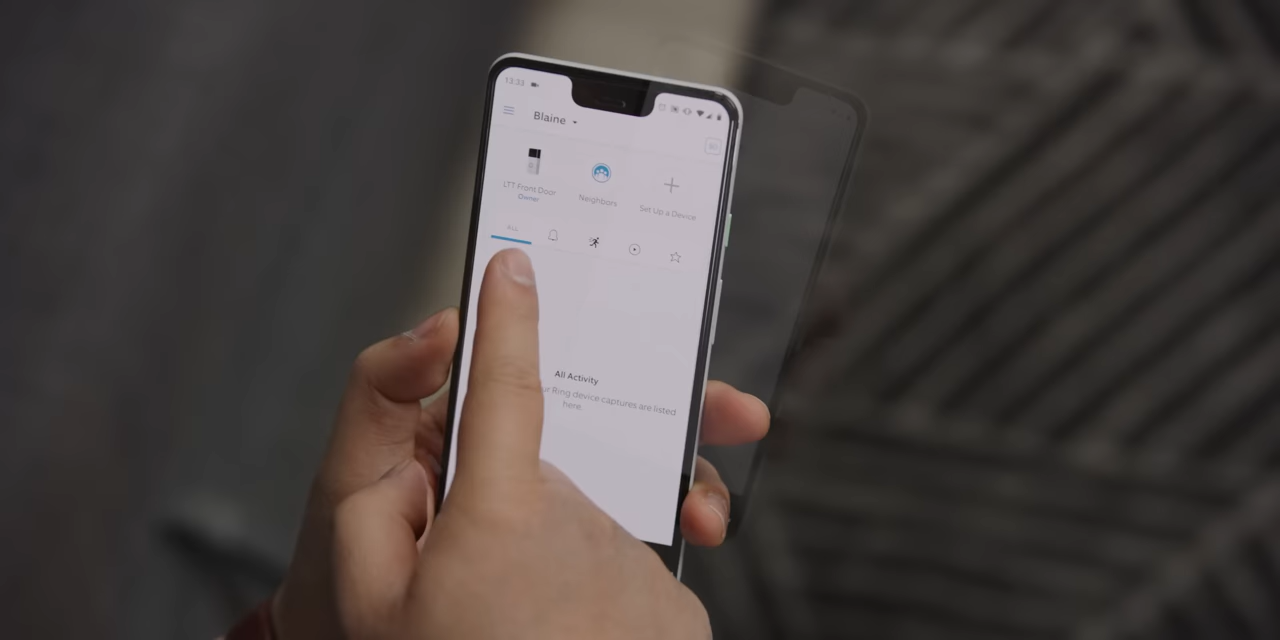 13:33
Blaine
LTT Front Door
Owner
Neighbors
Set Up a Device
ALL
All Activity
ur Ring device captures are listed
here.